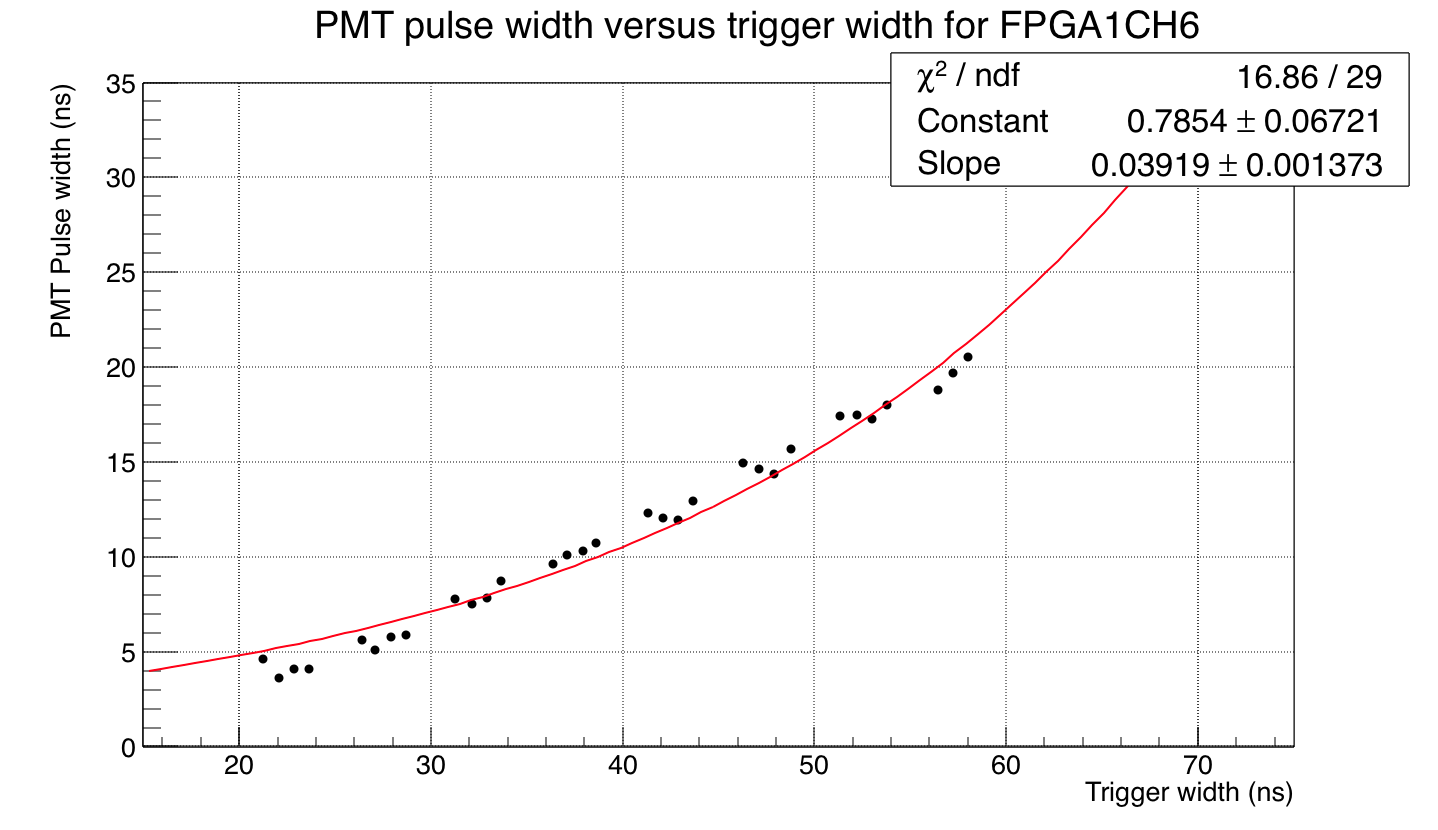 PMT pulse width versus trigger width for FPGA1CH6
χ² / ndf 16.86 / 29
Constant 0.7854 ± 0.06721
Slope 0.03919 ± 0.001373
PMT Pulse width (ns)
35
30
25
20
15
10
5
0
20 30 40 50 60 70
Trigger width (ns)